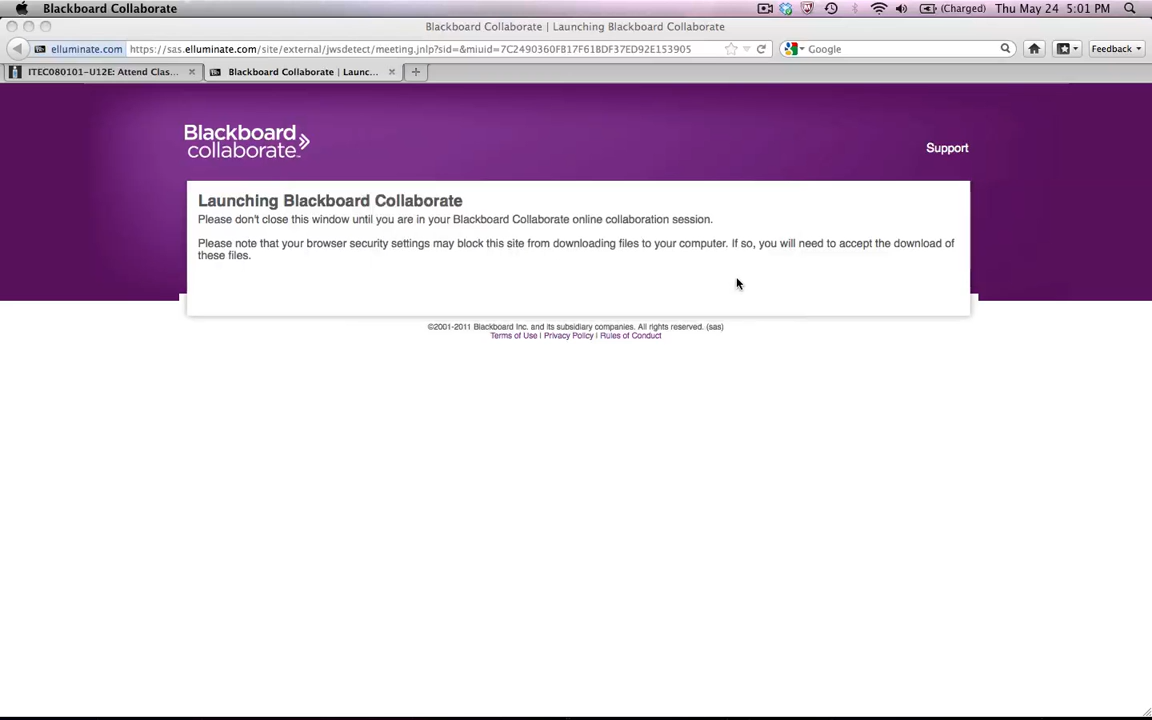 Blackboard Collaborate (Charged) Thu May 24 5:01 PM
Blackboard Collaborate | Launching Blackboard Collaborate
elluminate.com https://sas.elluminate.com/site/external/jwsdetect/meeting.jnlp?sid=&miuid=7C2490360FB17F61BDF37ED92E153905 Google Feedback
ITEC080101-U12E: Attend Clas... Blackboard Collaborate | Launc...
Blackboard
collaborate™
Support
Launching Blackboard Collaborate
Please don't close this window until you are in your Blackboard Collaborate online collaboration session.
Please note that your browser security settings may block this site from downloading files to your computer. If so, you will need to accept the download of
these files.
©2001-2011 Blackboard Inc. and its subsidiary companies. All rights reserved. (sas)
Terms of Use | Privacy Policy | Rules of Conduct